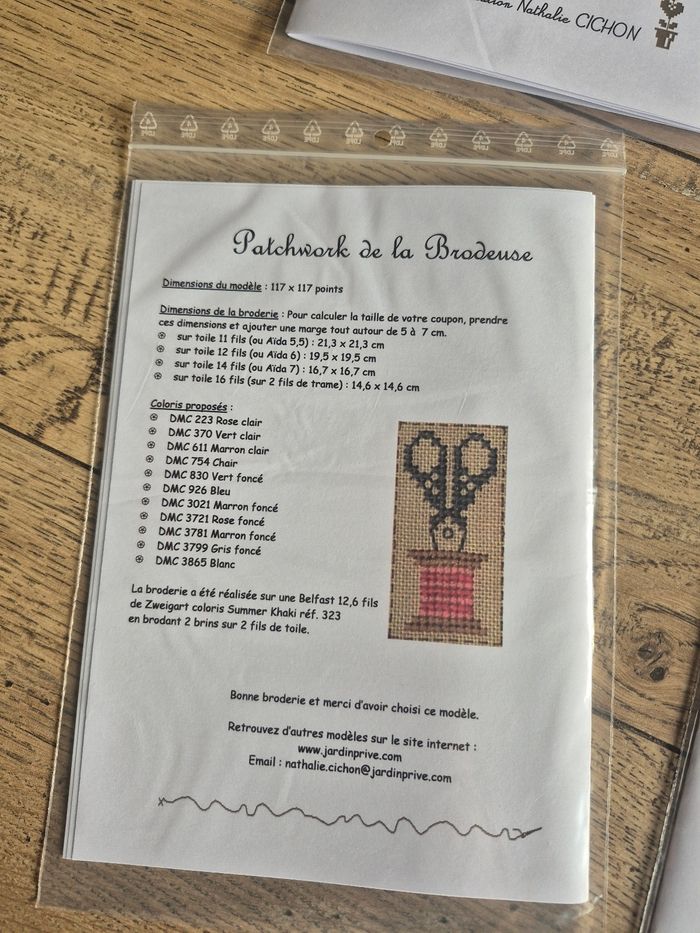 Nathalie CICHON
Patchwork de la Brodeuse
Dimensions du modèle : 117 x 117 points
Dimensions de la broderie : Pour calculer la taille de votre coupon, prendre
ces dimensions et ajouter une marge tout autour de 5 à 7 cm.
sur toile 11 fils (ou Aïda 5,5) : 21,3 x 21,3 cm
sur toile 12 fils (ou Aïda 6) : 19,5 x 19,5 cm
sur toile 14 fils (ou Aïda 7) : 16,7 x 16,7 cm
sur toile 16 fils (sur 2 fils de trame) : 14,6 x 14,6 cm
Coloris proposés :
DMC 223 Rose clair
DMC 370 Vert clair
DMC 611 Marron clair
DMC 754 Chair
DMC 830 Vert foncé
DMC 926 Bleu
DMC 3021 Marron foncé
DMC 3721 Rose foncé
DMC 3781 Marron foncé
DMC 3799 Gris foncé
DMC 3865 Blanc
La broderie a été réalisée sur une Belfast 12,6 fils
de Zweigart coloris Summer Khaki réf. 323
en brodant 2 brins sur 2 fils de toile.
Bonne broderie et merci d'avoir choisi ce modèle.
Retrouvez d'autres modèles sur le site internet :
www.jardinprive.com
Email : nathalie.cichon@jardinprive.com